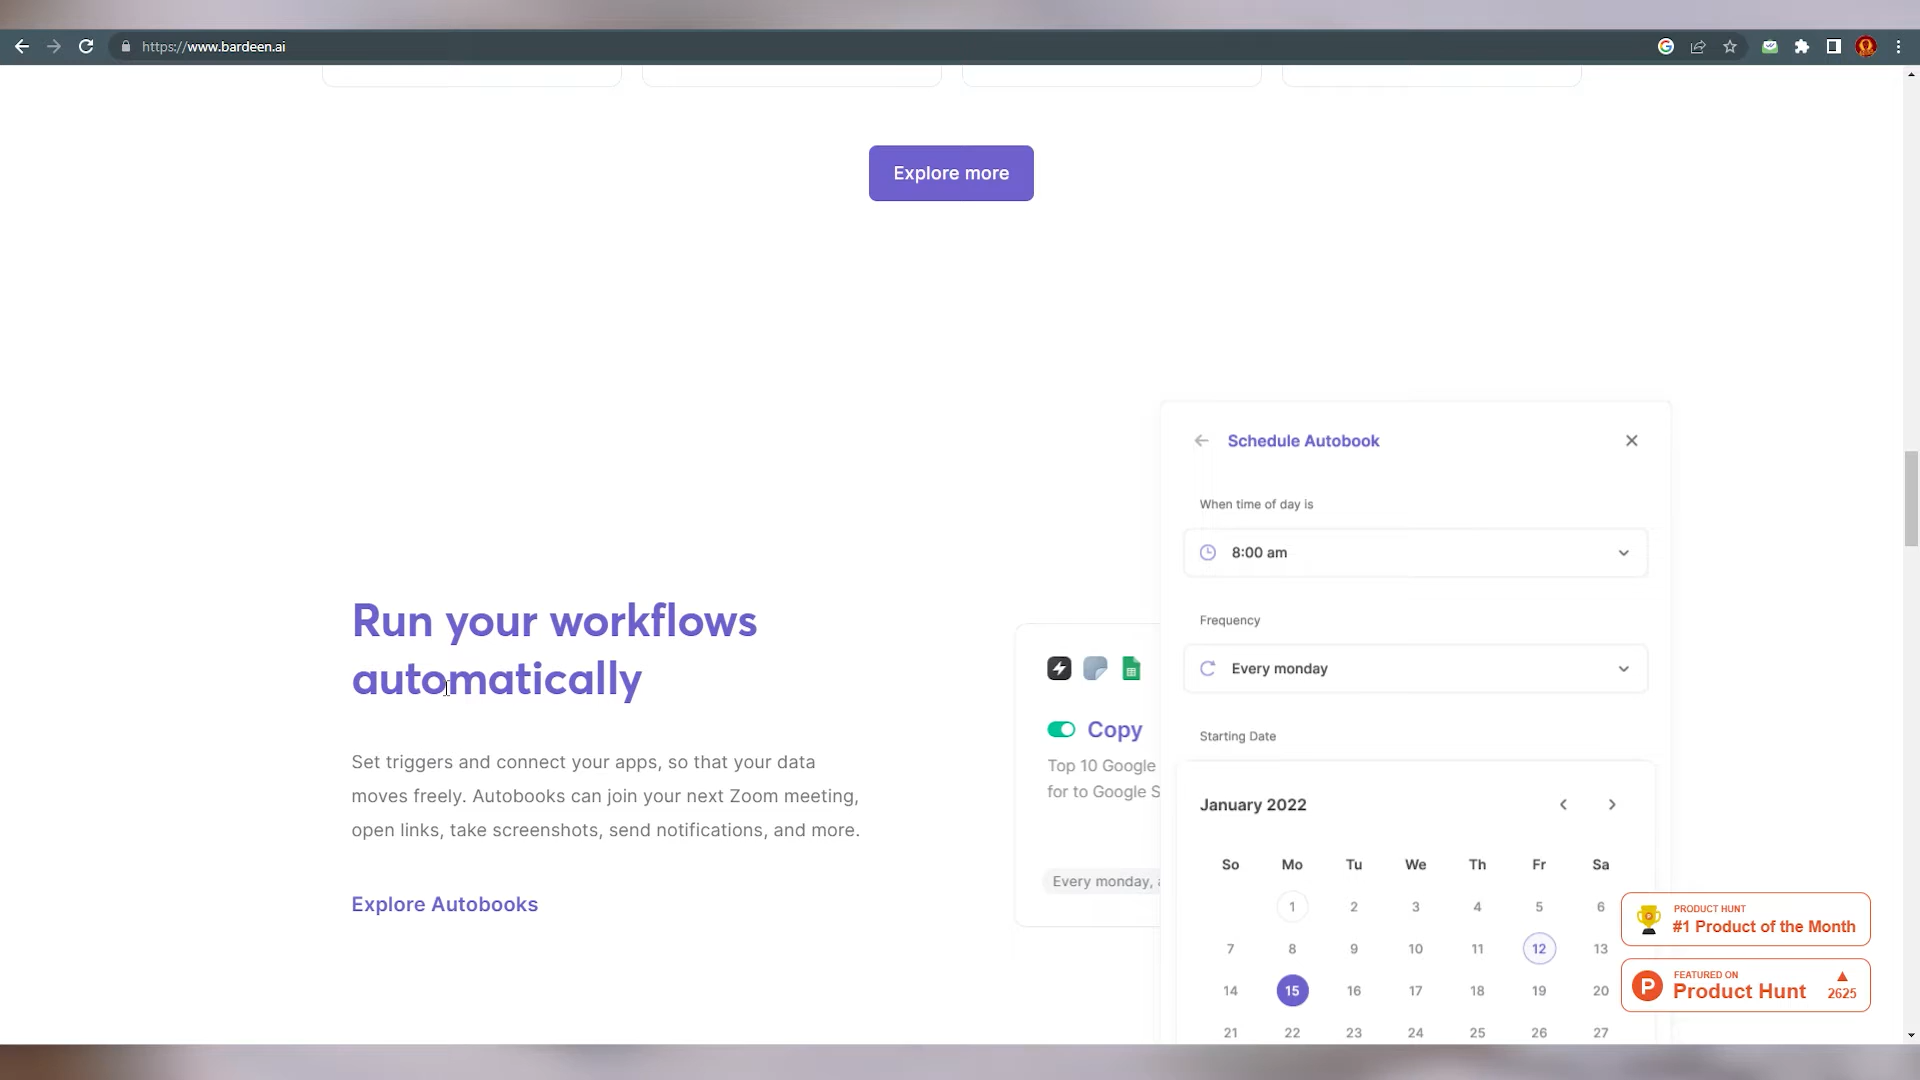 https://www.bardeen.ai
Explore more
Run your workflows
automatically
Set triggers and connect your apps, so that your data
moves freely. Autobooks can join your next Zoom meeting,
open links, take screenshots, send notifications, and more.
Explore Autobooks
Copy
Top 10 Google
for to Google S
Every monday,
Schedule Autobook
When time of day is
8:00 am
Frequency
Every monday
Starting Date
January 2022
So Mo Tu We Th Fr Sa
1 2 3 4 5 6
7 8 9 10 11 12 13
14 15 16 17 18 19 20
21 22 23 24 25 26 27
PRODUCT HUNT
#1 Product of the Month
P
FEATURED ON
Product Hunt
2625